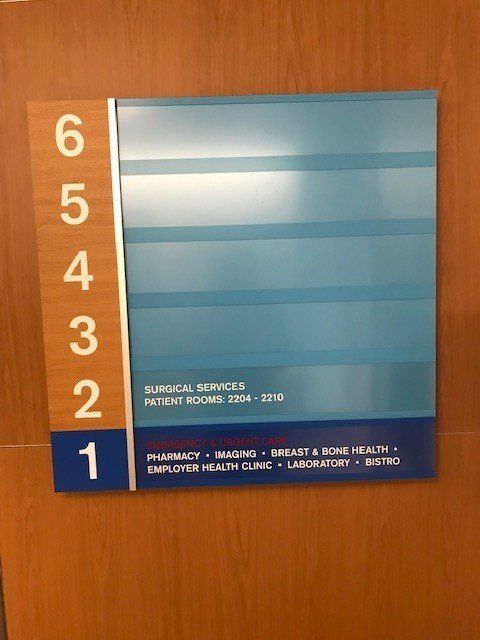 6
5
4
3
2
SURGICAL SERVICES
PATIENT ROOMS: 2204 - 2210
1
EMERGENCY & URGENT CARE
PHARMACY • IMAGING • BREAST & BONE HEALTH •
EMPLOYER HEALTH CLINIC • LABORATORY • BISTRO